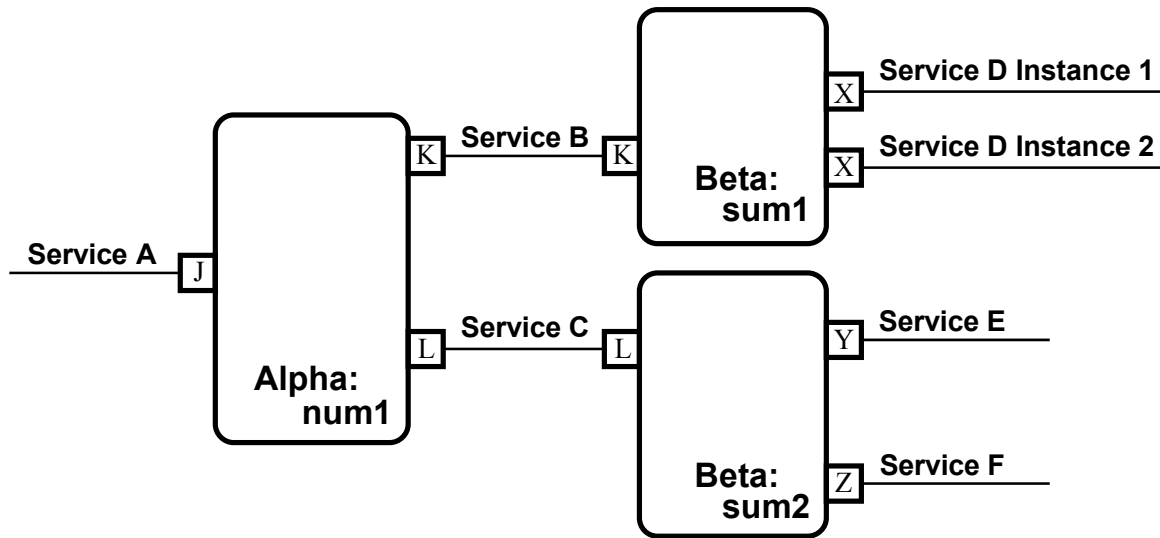 Service D Instance 1
X
Service B
K
K
Service D Instance 2
X
Beta:
sum1
Service A
J
Service C
L
L
Service E
Y
Alpha:
num1
Service F
Z
Beta:
sum2